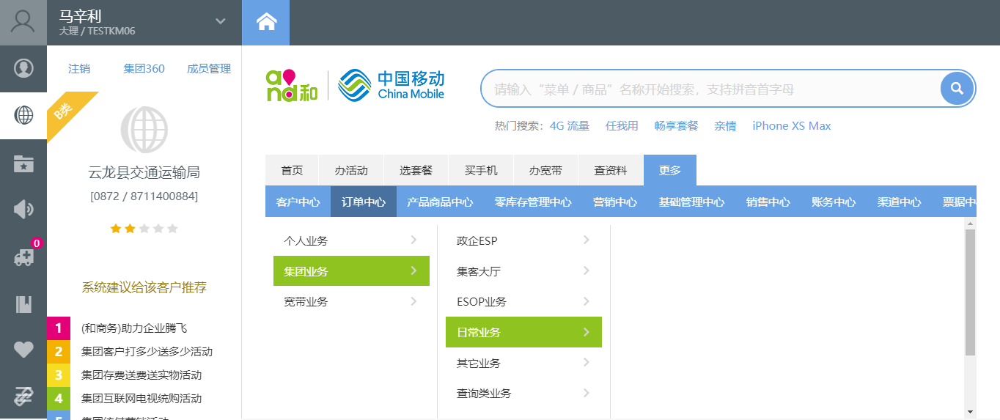 马辛利
大理 / TESTKM06
注销 集团360 成员管理
B类
云龙县交通运输局
[0872 / 8711400884]
0
系统建议给该客户推荐
1 (和商务)助力企业腾飞
2 集团客户打多少送多少活动
3 集团存费送费送实物活动
4 集团互联网电视统购活动
and和 中国移动
China Mobile
请输入“菜单 / 商品”名称开始搜索，支持拼音首字母
热门搜索: 4G 流量 任我用 畅享套餐 亲情 iPhone XS Max
首页 办活动 选套餐 买手机 办宽带 查资料 更多
客户中心 订单中心 产品商品中心 零库存管理中心 营销中心 基础管理中心 销售中心 账务中心 渠道中心 票据中
个人业务
集团业务
宽带业务
政企ESP
集客大厅
ESOP业务
日常业务
其它业务
查询类业务